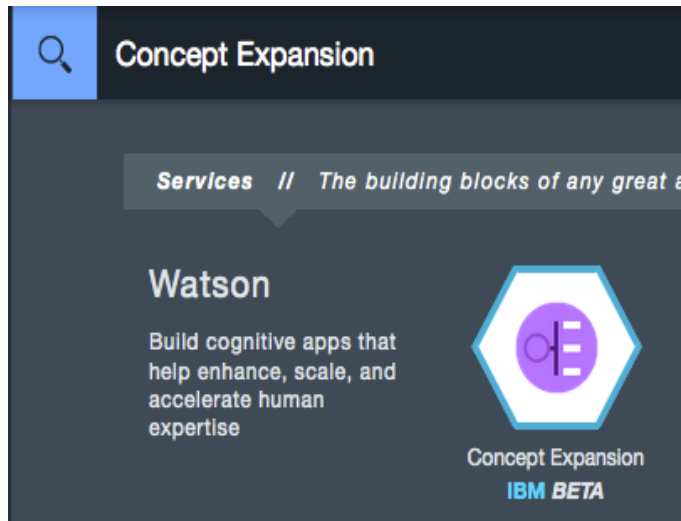 Concept Expansion
Services // The building blocks of any great
Watson
Build cognitive apps that
help enhance, scale, and
accelerate human
expertise
Concept Expansion
IBM BETA